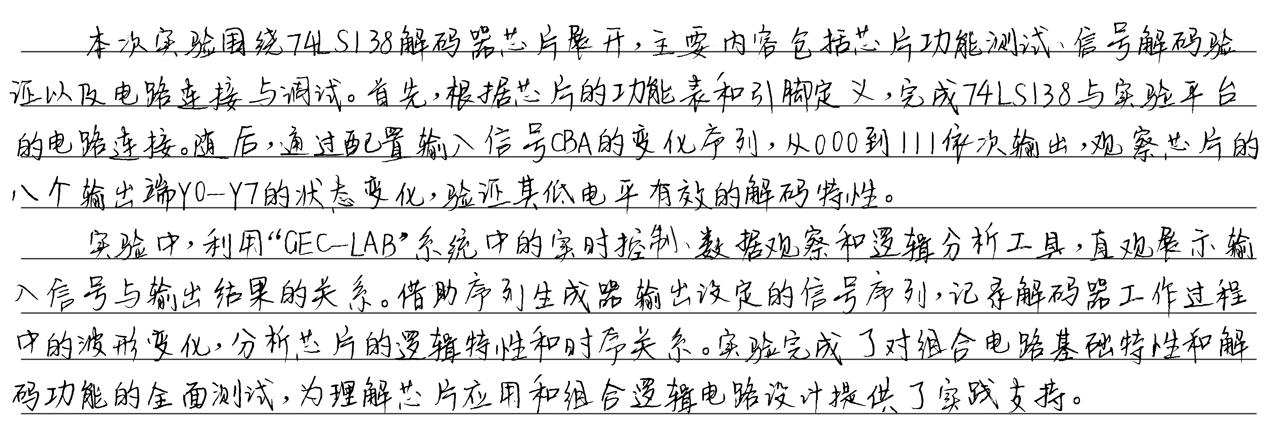 本次实验围绕74LS138解码器芯片展开,主要内容包括芯片功能测试、信号解码验
证以及电路连接与调试。首先,根据芯片的功能表和引脚定义,完成74LS138与实验平台
的电路连接。随后,通过配置输入信号CBA的变化序列,从000到111依次输出,观察芯片的
八个输出端Y0-Y7的状态变化,验证其低电平有效的解码特性。
实验中,利用“GEC-LAB”系统中的实时控制、数据观察和逻辑分析工具,直观展示输
入信号与输出结果的关系。借助序列生成器输出设定的信号序列,记录解码器工作过程
中的波形变化,分析芯片的逻辑特性和时序关系。实验完成了对组合电路基础特性和解
码功能的全面测试,为理解芯片应用和组合逻辑电路设计提供了实践支持。